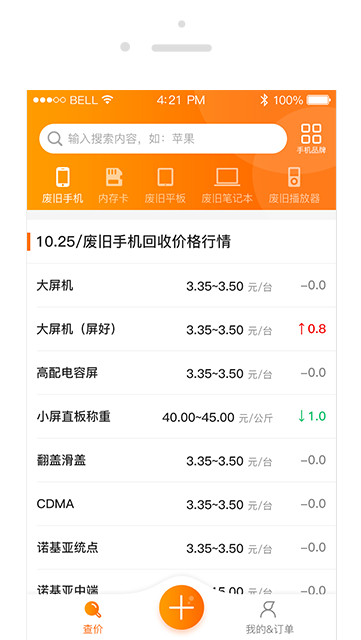 BELL 4:21 PM 100%
输入搜索内容，如：苹果
手机品牌
废旧手机 内存卡 废旧平板 废旧笔记本 废旧播放器
10.25/废旧手机回收价格行情
大屏机 3.35~3.50 元/台 −0.0
大屏机（屏好） 3.35~3.50 元/台 ↑0.8
高配电容屏 3.35~3.50 元/台 −0.0
小屏直板称重 40.00~45.00 元/公斤 ↓1.0
翻盖滑盖 3.35~3.50 元/台 −0.0
CDMA 3.35~3.50 元/台 −0.0
诺基亚统点 3.35~3.50 元/台 −0.0
诺基亚中端 15.00 元/台 −0.0
查价 我的&订单